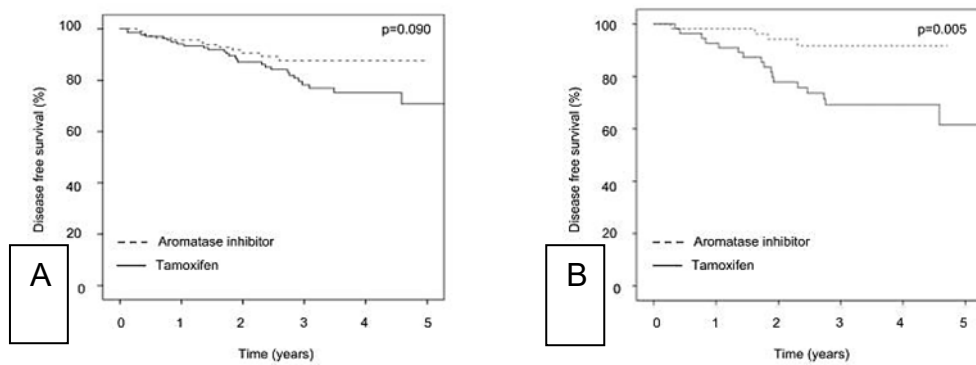 100
80
60
40
20
0
Disease free survival (%)
p=0.090
Aromatase inhibitor
Tamoxifen
A
0 1 2 3 4 5
Time (years)
100
80
60
40
20
0
Disease free survival (%)
p=0.005
Aromatase inhibitor
Tamoxifen
B
0 1 2 3 4 5
Time (years)